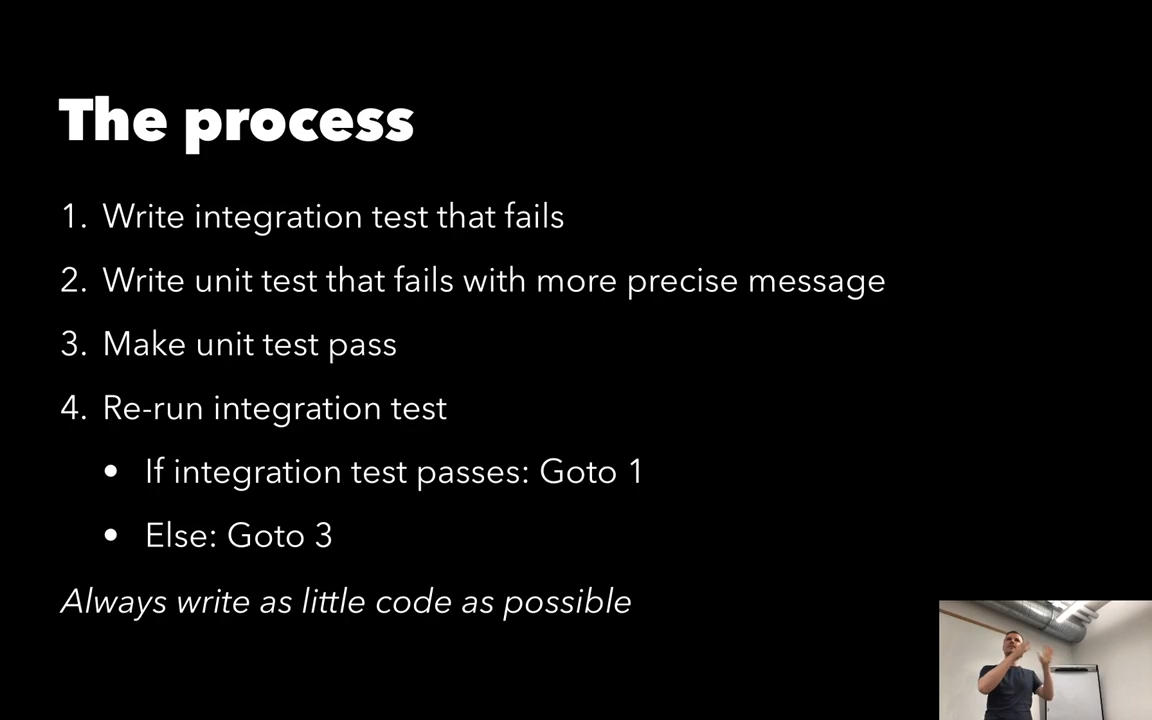 The process
1. Write integration test that fails
2. Write unit test that fails with more precise message
3. Make unit test pass
4. Re-run integration test
• If integration test passes: Goto 1
• Else: Goto 3
Always write as little code as possible